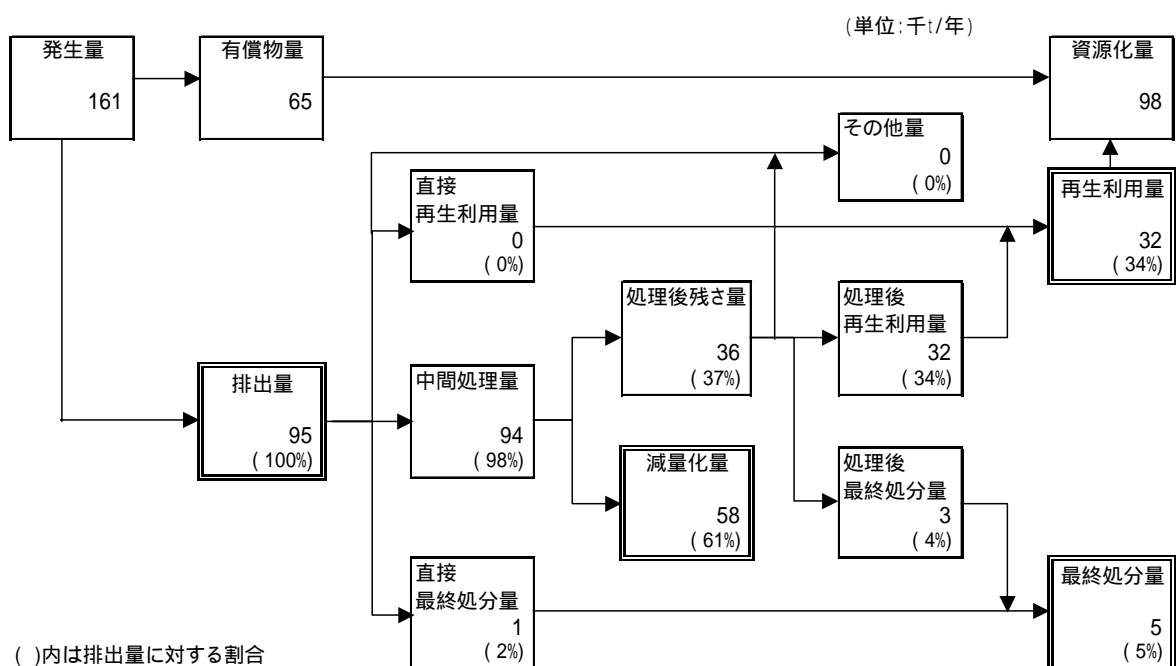 (単位:千t/年)
発生量
161
有償物量
65
資源化量
98
その他量
0
( 0%)
直接
再生利用量
0
( 0%)
再生利用量
32
( 34%)
処理後残さ量
36
( 37%)
処理後
再生利用量
32
( 34%)
排出量
95
( 100%)
中間処理量
94
( 98%)
減量化量
58
( 61%)
処理後
最終処分量
3
( 4%)
直接
最終処分量
1
( 2%)
最終処分量
5
( 5%)
( )内は排出量に対する割合